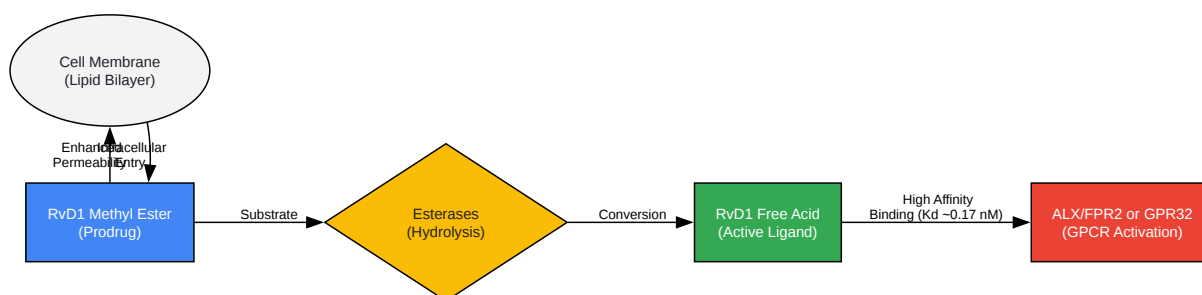 Cell Membrane
(Lipid Bilayer)
Enhanced
Permeability
Intracellular
Entry
RvD1 Methyl Ester
(Prodrug)
Substrate
Esterases
(Hydrolysis)
Conversion
RvD1 Free Acid
(Active Ligand)
High Affinity
Binding (Kd ~0.17 nM)
ALX/FPR2 or GPR32
(GPCR Activation)